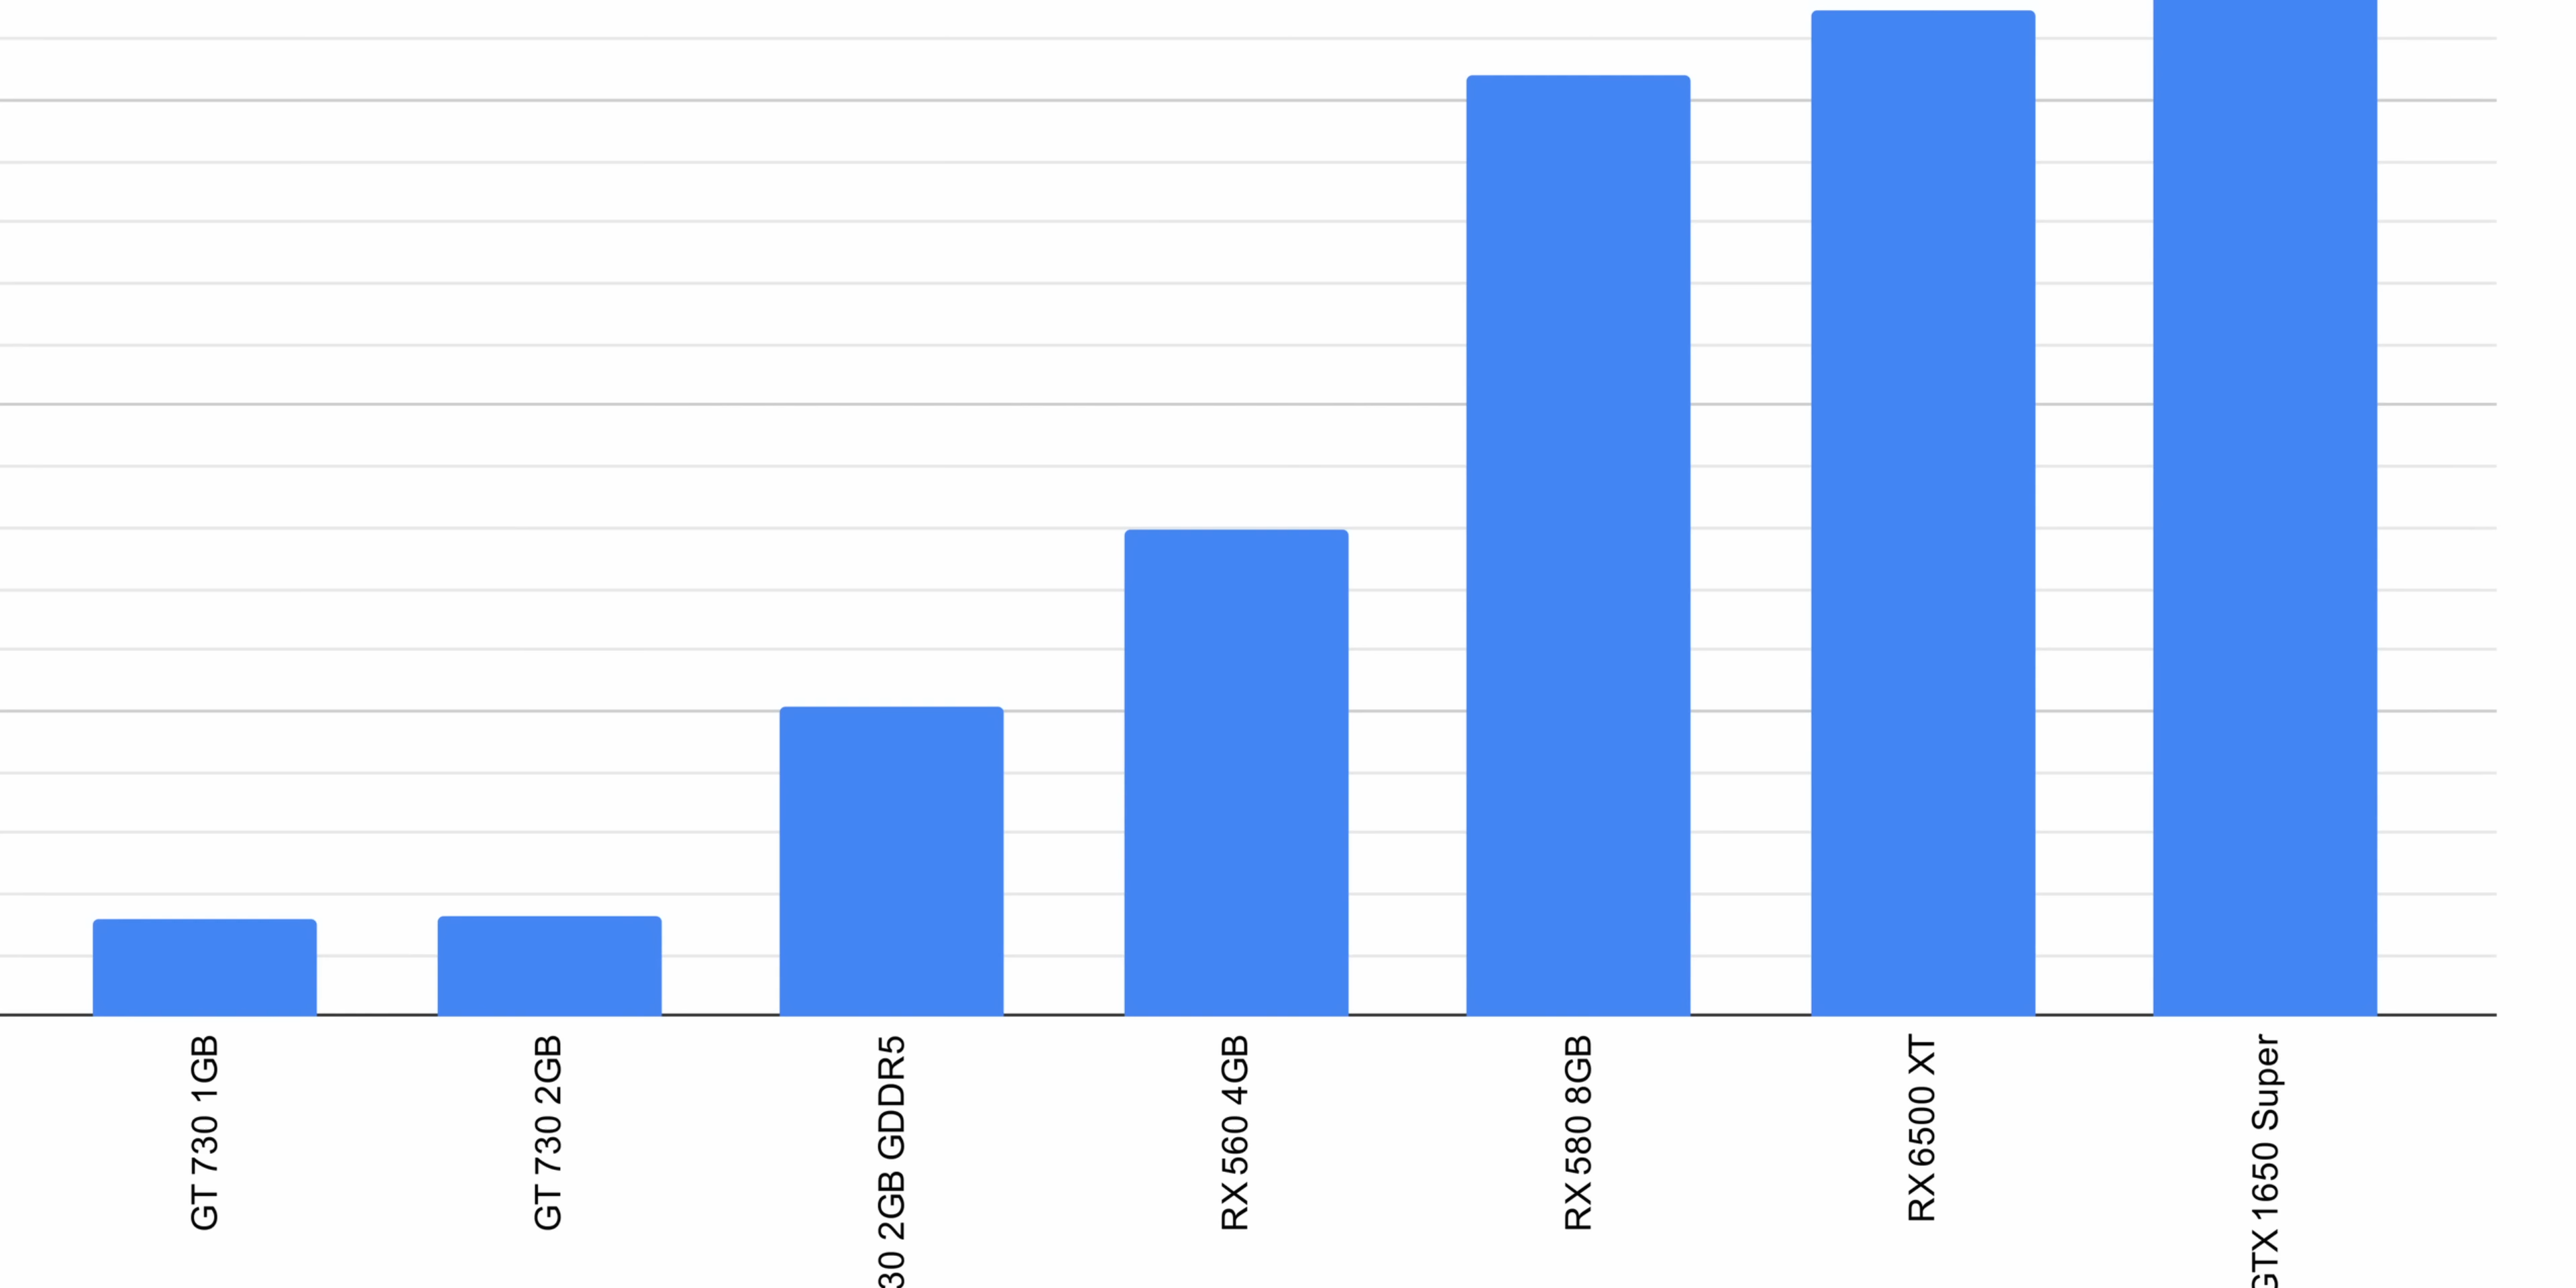 GT 730 1GB
GT 730 2GB
30 2GB GDDR5
RX 560 4GB
RX 580 8GB
RX 6500 XT
GTX 1650 Super